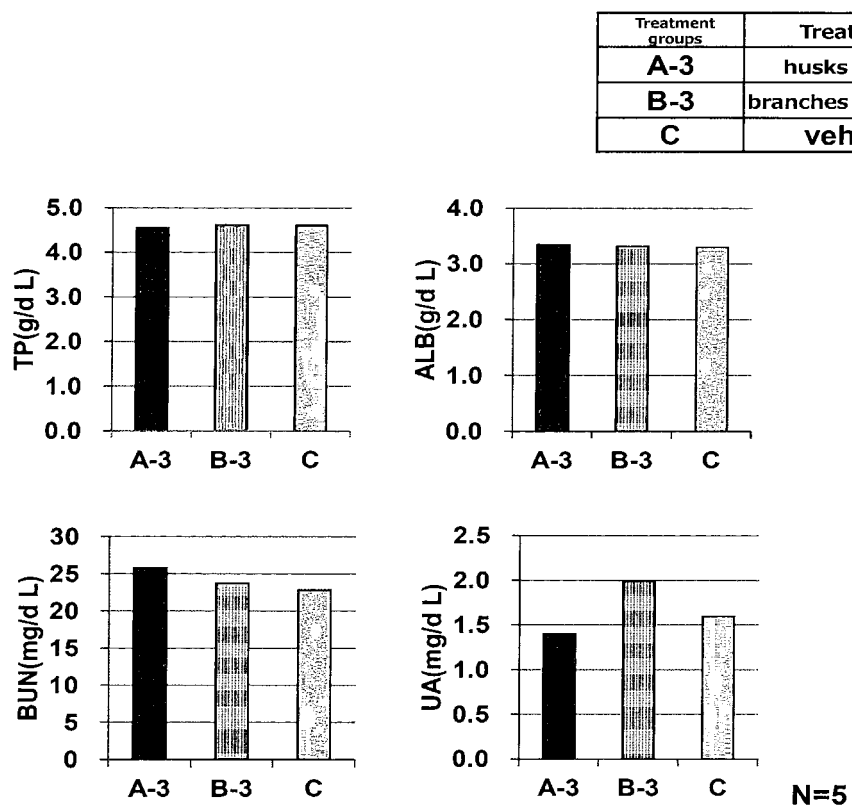 Treatment
groups
A-3
husks
B-3
branches
C
5.0
4.0
3.0
2.0
1.0
0.0
TP(g/d L)
A-3 B-3 C
4.0
3.0
2.0
1.0
0.0
ALB(g/d L)
A-3 B-3 C
30
25
20
15
10
5
0
BUN(mg/d L)
A-3 B-3 C
2.5
2.0
1.5
1.0
0.5
0.0
UA(mg/d L)
A-3 B-3 C
N=5